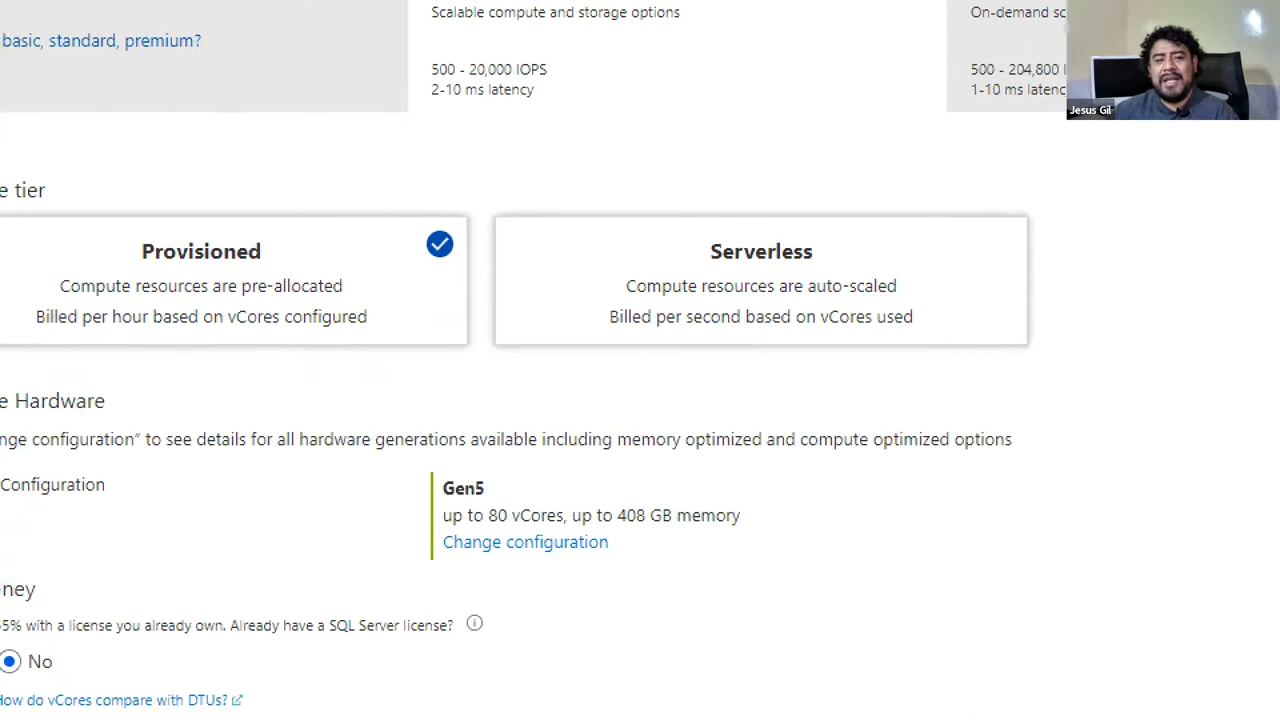 Scalable compute and storage options
On-demand sc
basic, standard, premium?
500 - 20,000 IOPS
2-10 ms latency
500 - 204,800 I
1-10 ms latenc
Jesus Gil
e tier
Provisioned
Compute resources are pre-allocated
Billed per hour based on vCores configured
Serverless
Compute resources are auto-scaled
Billed per second based on vCores used
e Hardware
nge configuration" to see details for all hardware generations available including memory optimized and compute optimized options
Configuration
Gen5
up to 80 vCores, up to 408 GB memory
Change configuration
ney
55% with a license you already own. Already have a SQL Server license?
No
How do vCores compare with DTUs?